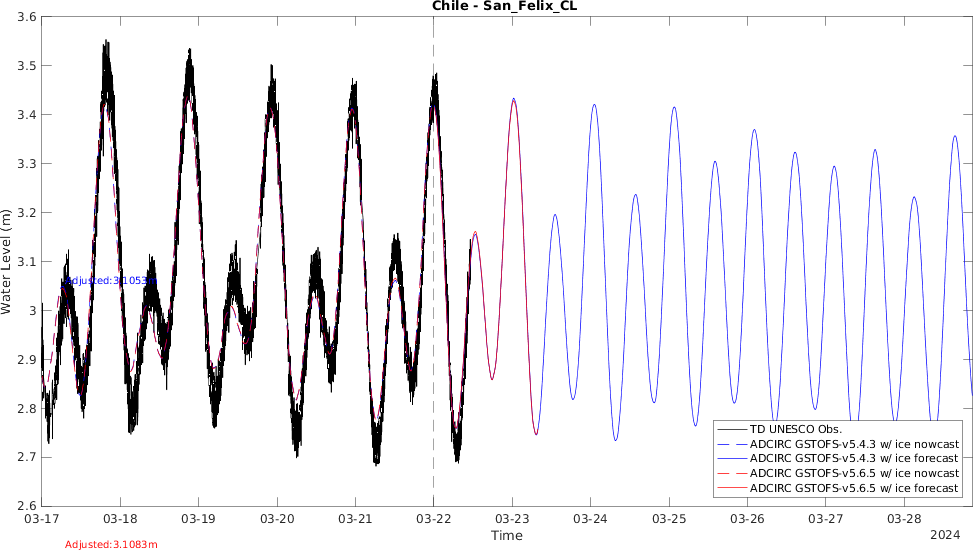 Chile - San_Felix_CL
3.6
3.5
3.4
3.3
3.2
3.1
3
2.9
2.8
2.7
2.6
Water Level (m)
Adjusted:3.1053m
TD UNESCO Obs.
ADCIRC GSTOFS-v5.4.3 w/ ice nowcast
ADCIRC GSTOFS-v5.4.3 w/ ice forecast
ADCIRC GSTOFS-v5.6.5 w/ ice nowcast
ADCIRC GSTOFS-v5.6.5 w/ ice forecast
03-17 03-18 03-19 03-20 03-21 03-22 03-23 03-24 03-25 03-26 03-27 03-28
Time
2024
Adjusted:3.1083m